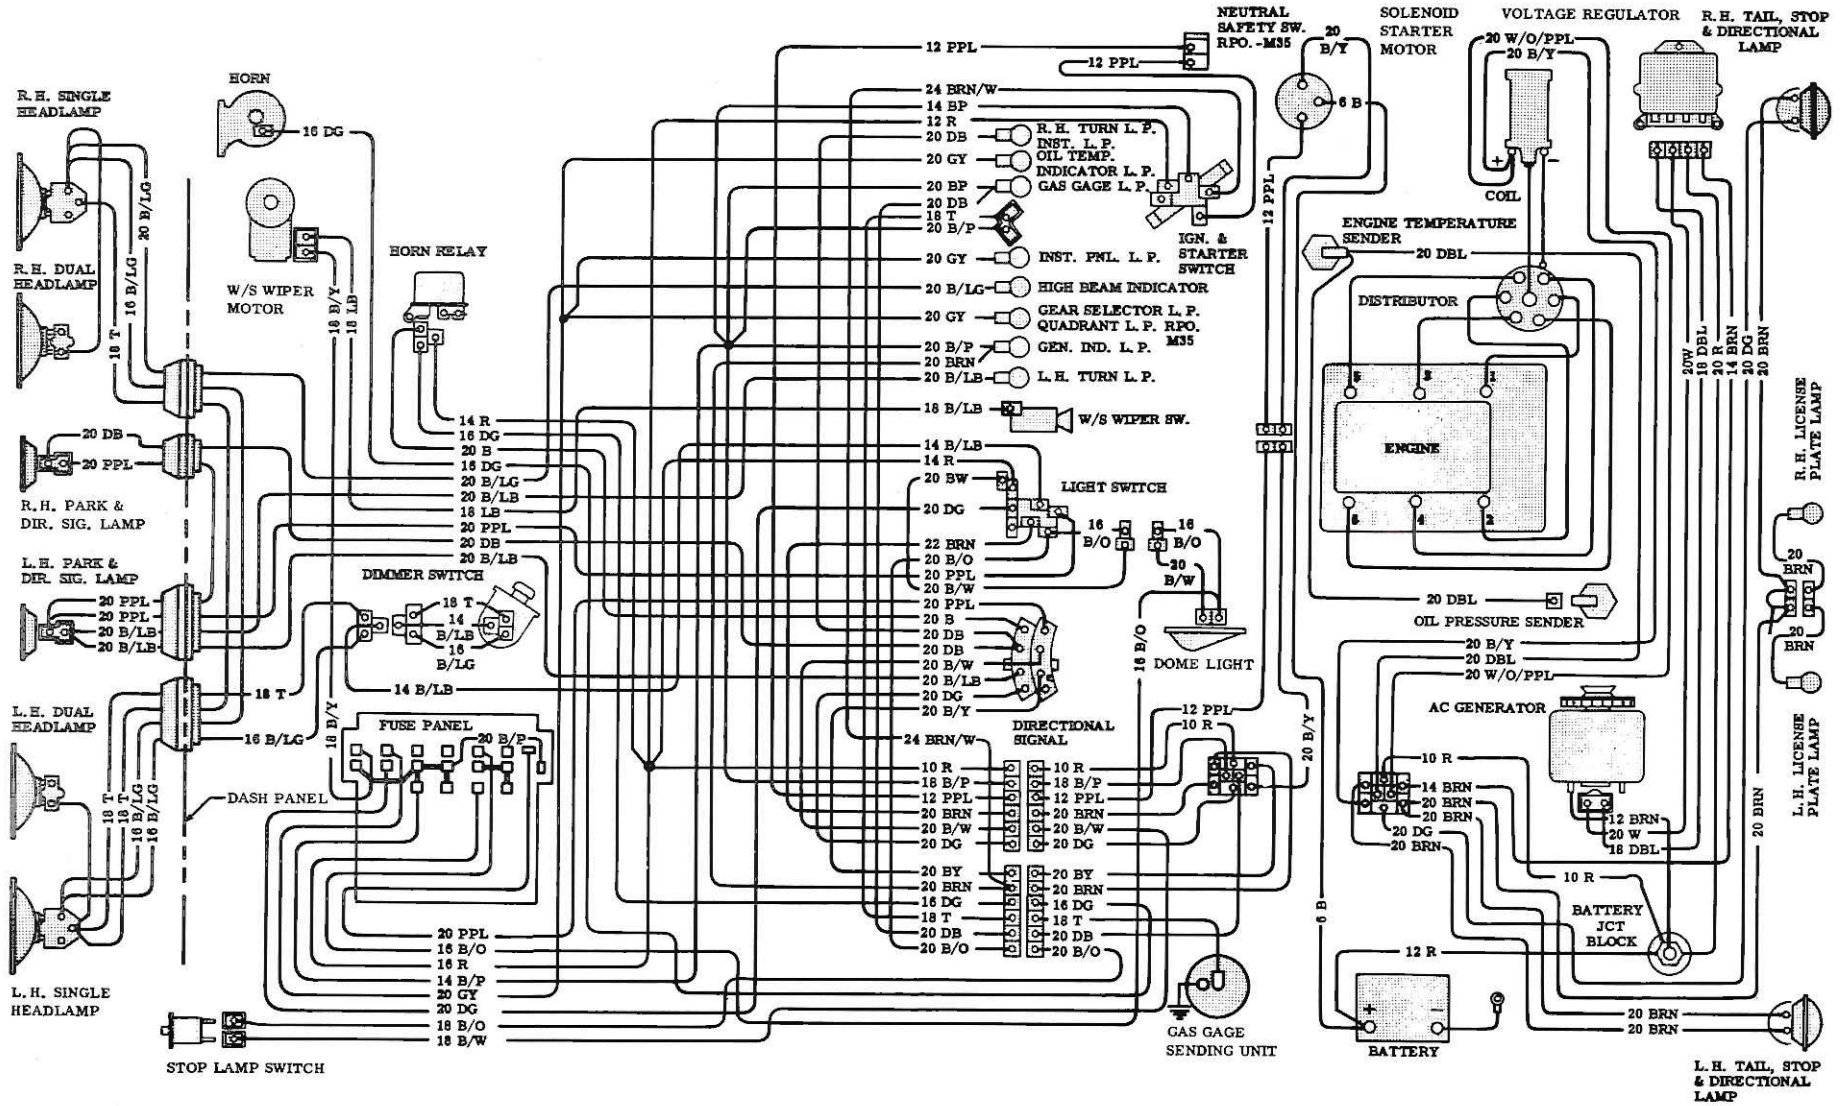 R.H. SINGLE
HEADLAMP
R.H. DUAL
HEADLAMP
R.H. PARK &
DIR. SIG. LAMP
L.H. PARK &
DIR. SIG. LAMP
L.H. DUAL
HEADLAMP
L.H. SINGLE
HEADLAMP
HORN
16 DG
W/S WIPER
MOTOR
HORN RELAY
20 B/LG
16 B/LG
18 T
18 B/Y
18 LB
20 DB
20 PPL
20 PPL
20 PPL
20 B/LB
20 B/LB
18 T
16 B/LG
18 T
18 T
16 B/LG
16 B/LG
DASH PANEL
18 B/Y
14 R
16 DG
20 B
16 DG
20 B/LG
20 B/LB
18 LB
20 PPL
20 DB
20 B/LB
DIMMER SWITCH
18 T
14
B/LB
16
B/LG
14 B/LB
FUSE PANEL
20 B/P
20 PPL
16 B/O
16 R
14 B/P
20 GY
20 DG
18 B/O
18 B/W
STOP LAMP SWITCH
12 PPL
12 PPL
NEUTRAL
SAFETY SW.
RPO.-M35
24 BRN/W
14 BP
12 R
20 DB
20 GY
20 BP
20 DB
18 T
20 B/P
20 GY
20 B/LG
20 GY
20 B/P
20 BRN
20 B/LB
18 B/LB
14 B/LB
14 R
20 BW
20 DG
22 BRN
20 B/O
20 PPL
20 B/W
20 PPL
20 B
20 DB
20 DB
20 B/W
20 B/LB
20 DG
20 B/Y
24 BRN/W
R.H. TURN L.P.
INST. L.P.
OIL TEMP.
INDICATOR L.P.
GAS GAGE L.P.
INST. PNL. L.P.
HIGH BEAM INDICATOR
GEAR SELECTOR L.P.
QUADRANT L.P. RPO.
M35
GEN. IND. L.P.
L.H. TURN L.P.
W/S WIPER SW.
IGN. &
STARTER
SWITCH
LIGHT SWITCH
16
B/O
16
B/O
20
B/W
16 B/O
DOME LIGHT
DIRECTIONAL
SIGNAL
12 PPL
10 R
10 R
18 B/P
12 PPL
20 BRN
20 B/W
20 DG
10 R
18 B/P
12 PPL
20 BRN
20 B/W
20 DG
20 BY
20 BRN
16 DG
18 T
20 DB
20 B/O
20 BY
20 BRN
16 DG
18 T
20 DB
20 B/O
GAS GAGE
SENDING UNIT
20
B/Y
6 B
12 PPL
20 B/Y
6 B
SOLENOID
STARTER
MOTOR
VOLTAGE REGULATOR
20 W/O/PPL
20 B/Y
+
-
COIL
R.H. TAIL, STOP
& DIRECTIONAL
LAMP
ENGINE TEMPERATURE
SENDER
20 DBL
DISTRIBUTOR
5
3
1
ENGINE
6
4
2
20W
18 DBL
20 R
14 BRN
20 DG
20 BRN
R.H. LICENSE
PLATE LAMP
20
BRN
20
BRN
L.H. LICENSE
PLATE LAMP
20 BRN
20 DBL
OIL PRESSURE SENDER
20 B/Y
20 DBL
20 W/O/PPL
AC GENERATOR
10 R
14 BRN
20 BRN
20 BRN
20 DG
20 BRN
12 BRN
20 W
18 DBL
10 R
BATTERY
JCT
BLOCK
12 R
+
-
BATTERY
20 BRN
20 BRN
L.H. TAIL, STOP
& DIRECTIONAL
LAMP